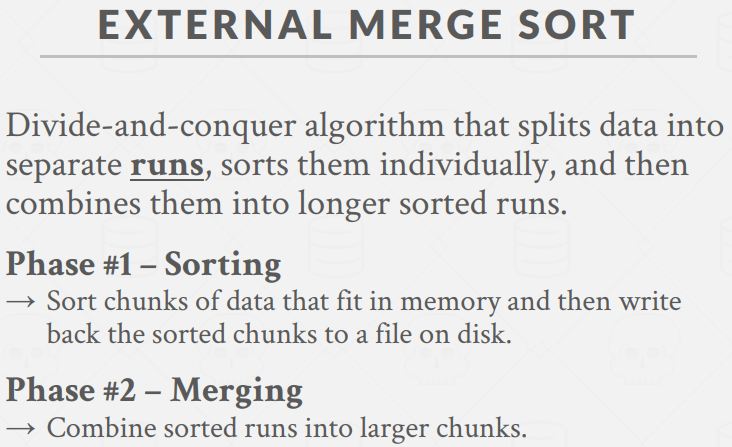 EXTERNAL MERGE SORT
Divide-and-conquer algorithm that splits data into
separate runs, sorts them individually, and then
combines them into longer sorted runs.
Phase #1 – Sorting
→ Sort chunks of data that fit in memory and then write
back the sorted chunks to a file on disk.
Phase #2 – Merging
→ Combine sorted runs into larger chunks.